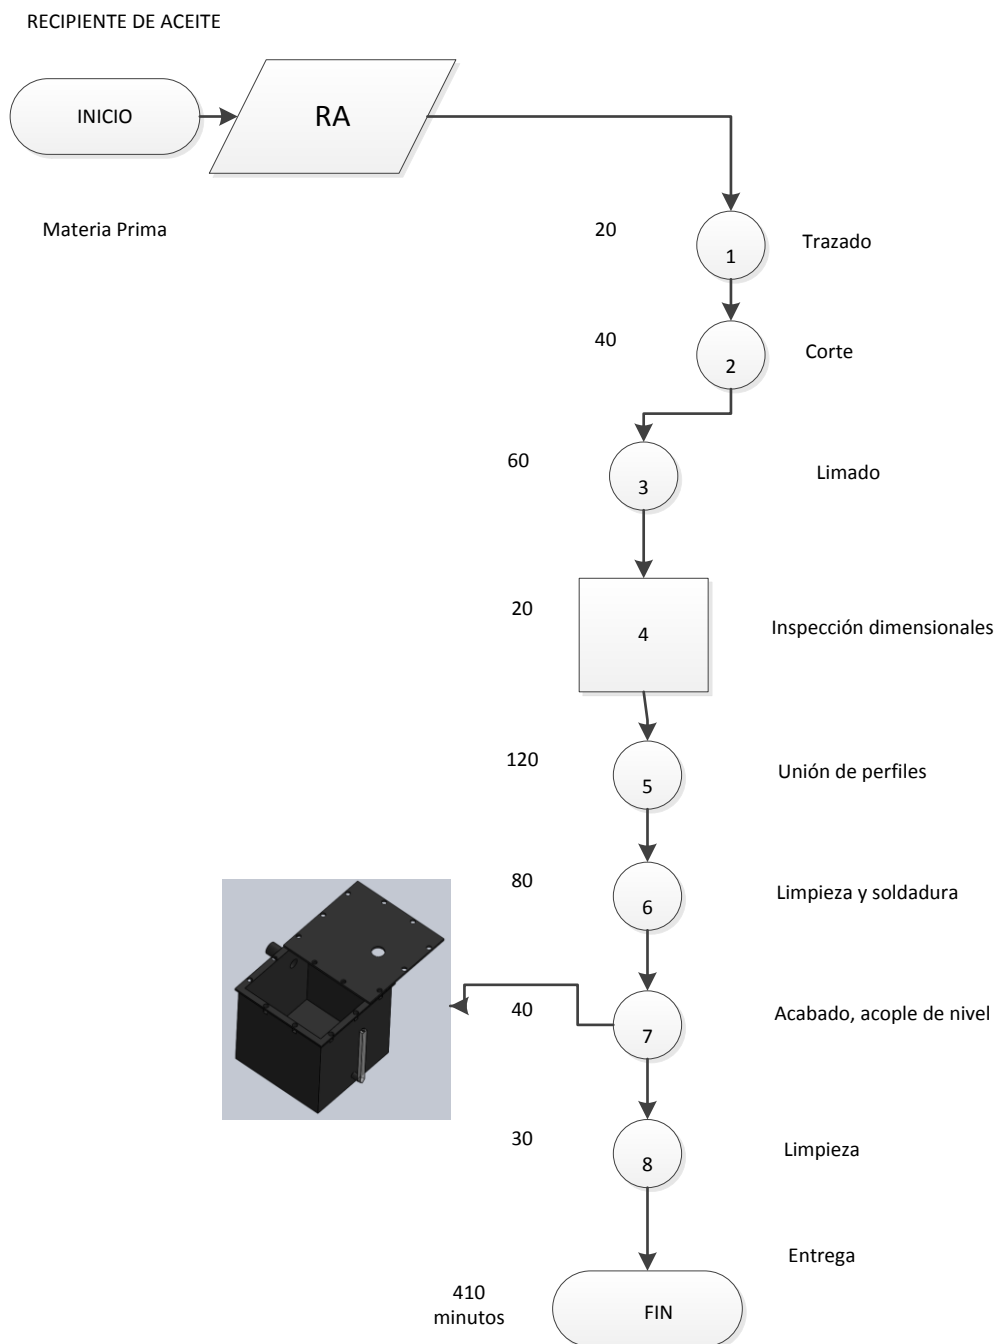 RECIPIENTE DE ACEITE
INICIO
RA
Materia Prima
20
1
Trazado
40
2
Corte
60
3
Limado
20
4
Inspección dimensionales
120
5
Unión de perfiles
80
6
Limpieza y soldadura
40
7
Acabado, acople de nivel
30
8
Limpieza
Entrega
410
minutos
FIN